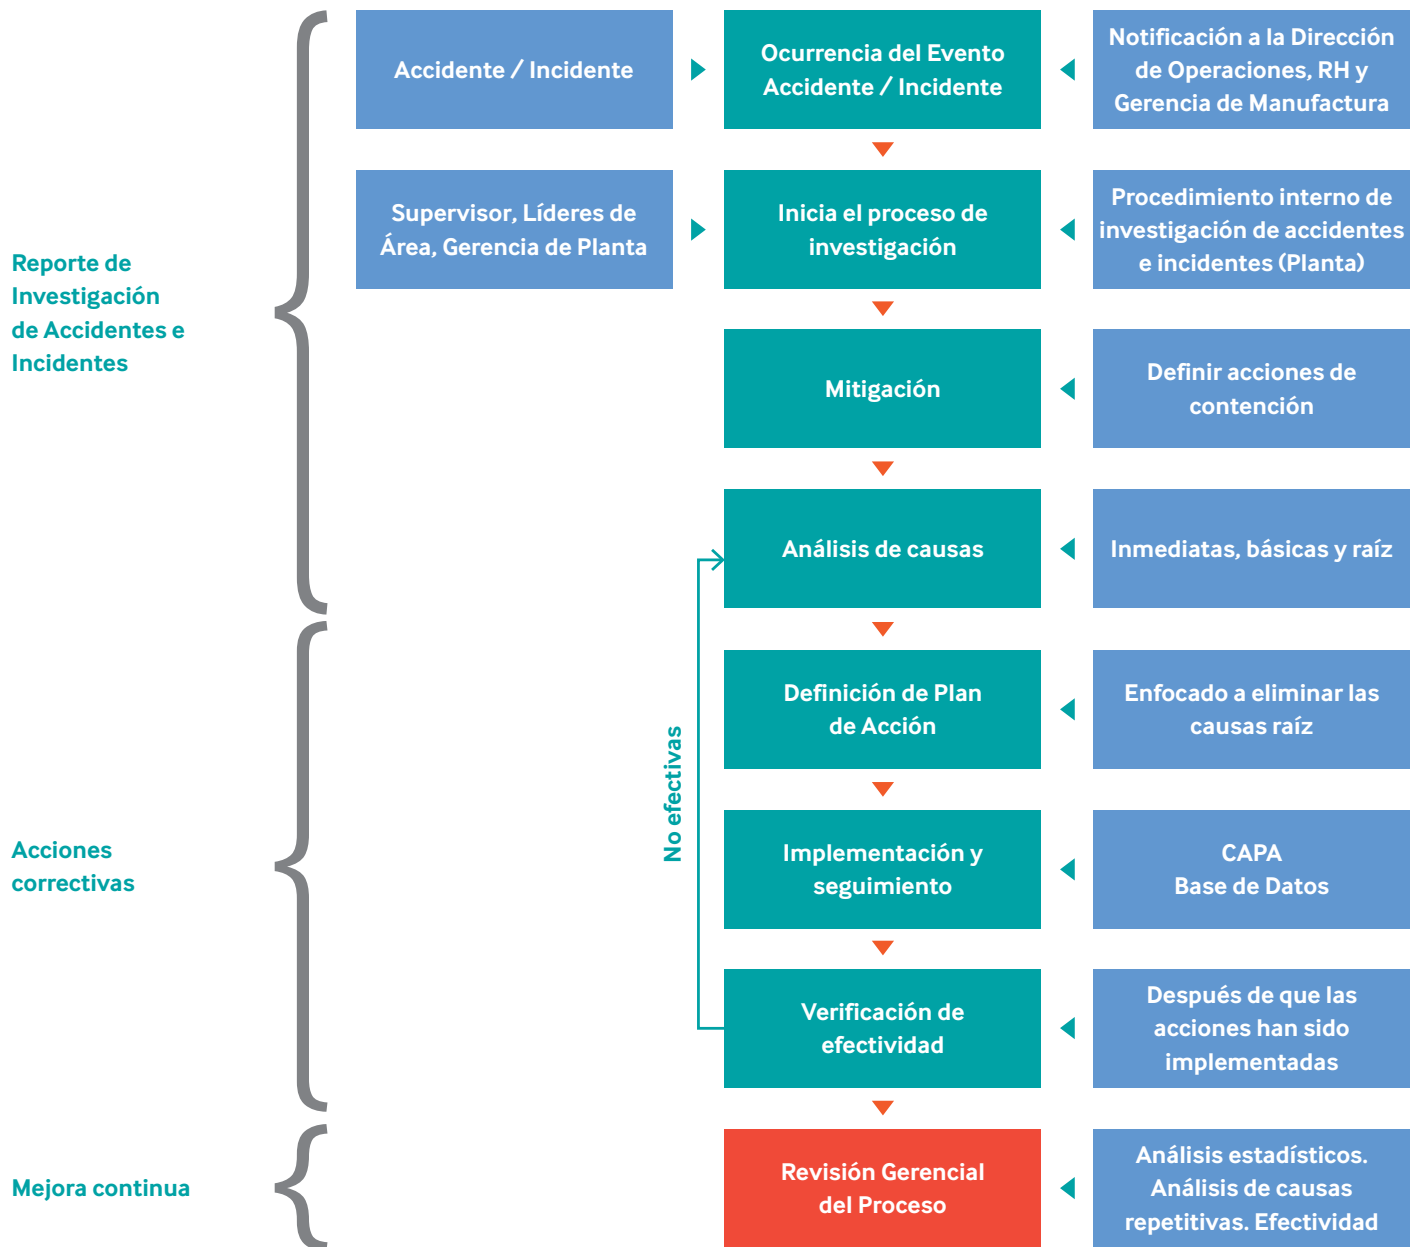 Reporte de
Investigación
de Accidentes e
Incidentes
Accidente / Incidente
Ocurrencia del Evento
Accidente / Incidente
Notificación a la Dirección
de Operaciones, RH y
Gerencia de Manufactura
Supervisor, Líderes de
Área, Gerencia de Planta
Inicia el proceso de
investigación
Procedimiento interno de
investigación de accidentes
e incidentes (Planta)
Mitigación
Definir acciones de
contención
Análisis de causas
Inmediatas, básicas y raíz
Acciones
correctivas
No efectivas
Definición de Plan
de Acción
Enfocado a eliminar las
causas raíz
Implementación y
seguimiento
CAPA
Base de Datos
Verificación de
efectividad
Después de que las
acciones han sido
implementadas
Mejora continua
Revisión Gerencial
del Proceso
Análisis estadísticos.
Análisis de causas
repetitivas. Efectividad